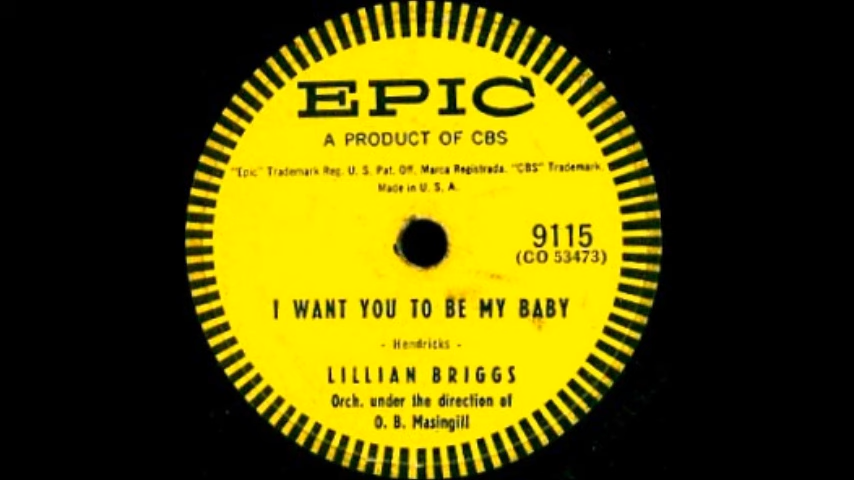 EPIC
A PRODUCT OF CBS
"Epic" Trademark Reg. U. S. Pat. Off. Marca Registrada. "CBS" Trademark.
Made in U. S. A.
9115
(CO 53473)
I WANT YOU TO BE MY BABY
- Hendricks -
LILLIAN BRIGGS
Orch. under the direction of
O. B. Masingill